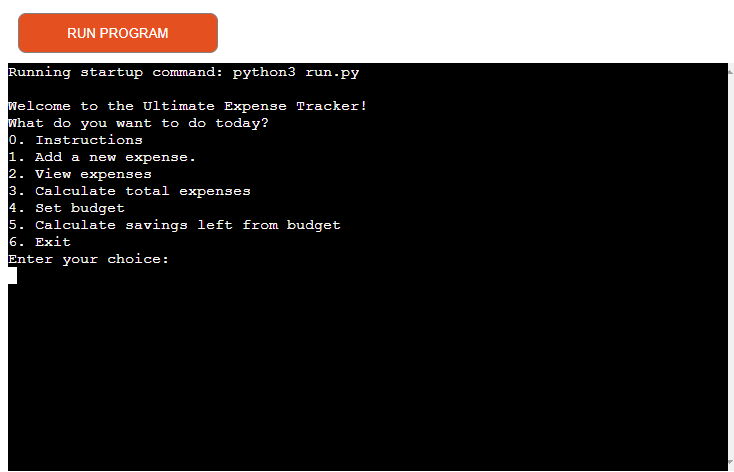 RUN PROGRAM
Running startup command: python3 run.py
Welcome to the Ultimate Expense Tracker!
What do you want to do today?
0. Instructions
1. Add a new expense.
2. View expenses
3. Calculate total expenses
4. Set budget
5. Calculate savings left from budget
6. Exit
Enter your choice: